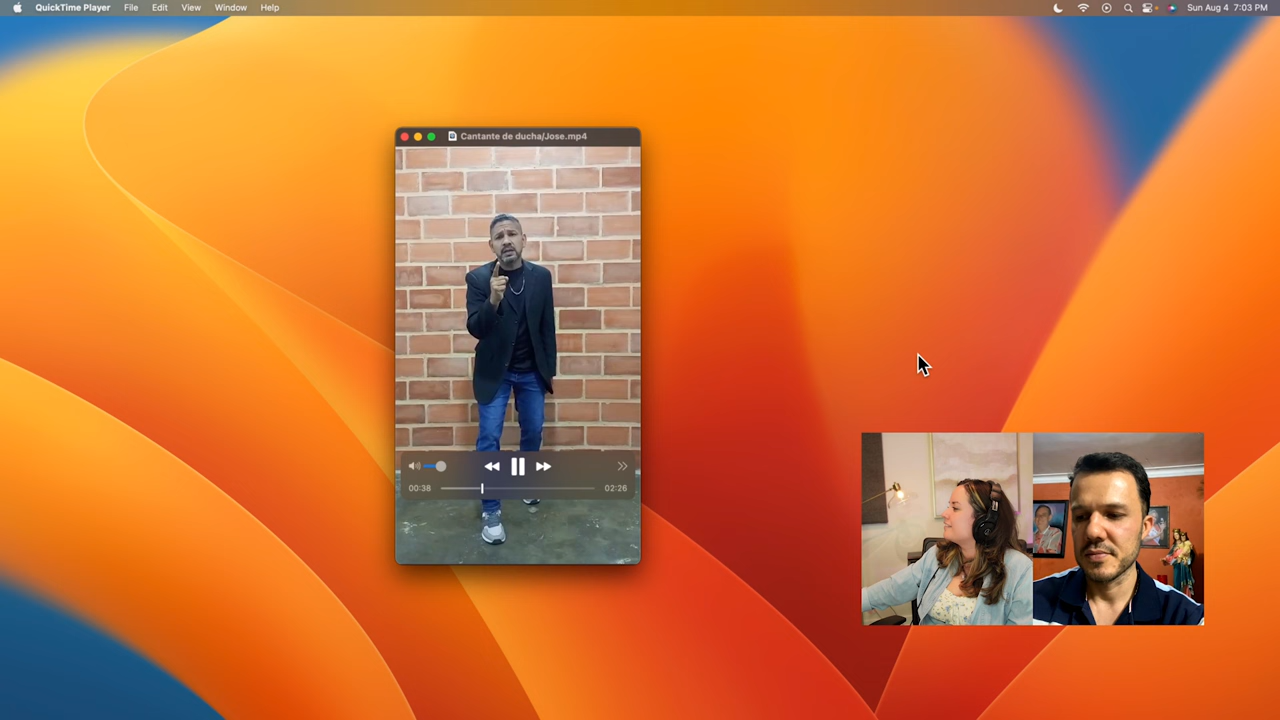 QuickTime Player File Edit View Window Help Sun Aug 4 7:03 PM
Cantante de ducha/Jose.mp4
00:38 02:26